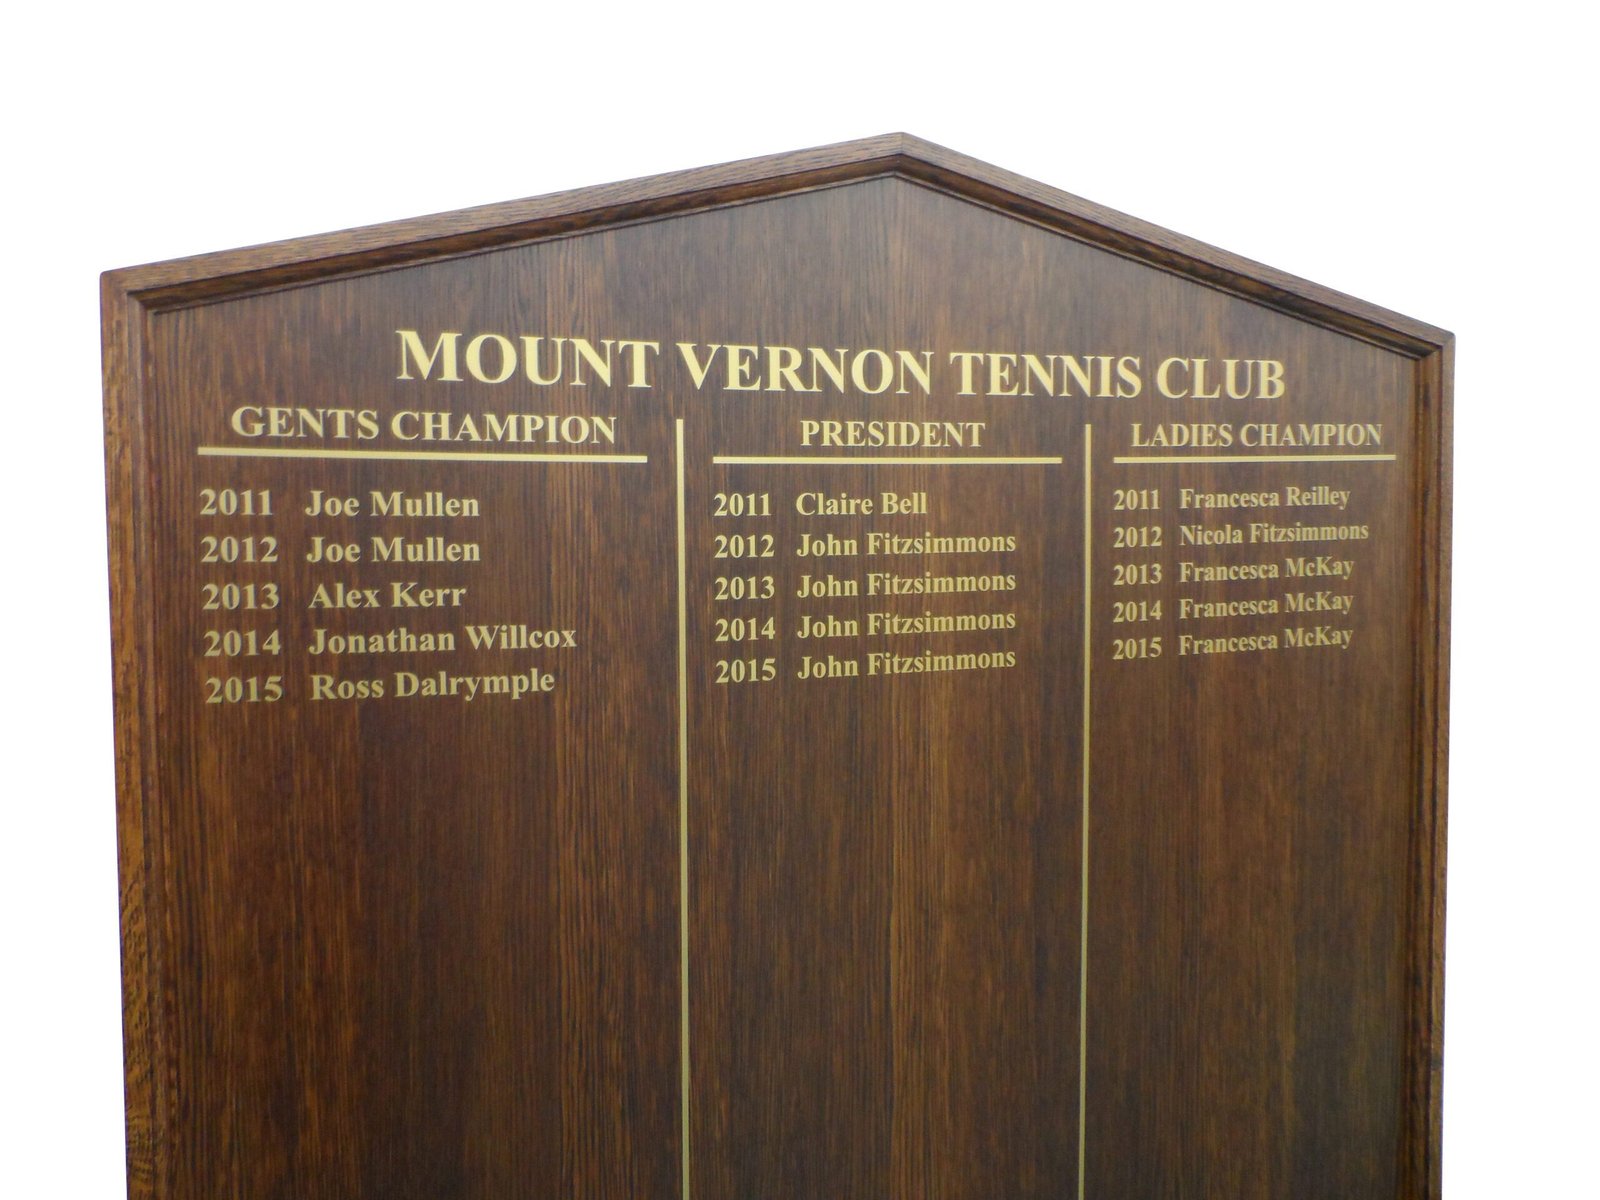 MOUNT VERNON TENNIS CLUB
GENTS CHAMPION
2011 Joe Mullen
2012 Joe Mullen
2013 Alex Kerr
2014 Jonathan Willcox
2015 Ross Dalrymple
PRESIDENT
2011 Claire Bell
2012 John Fitzsimmons
2013 John Fitzsimmons
2014 John Fitzsimmons
2015 John Fitzsimmons
LADIES CHAMPION
2011 Francesca Reilley
2012 Nicola Fitzsimmons
2013 Francesca McKay
2014 Francesca McKay
2015 Francesca McKay